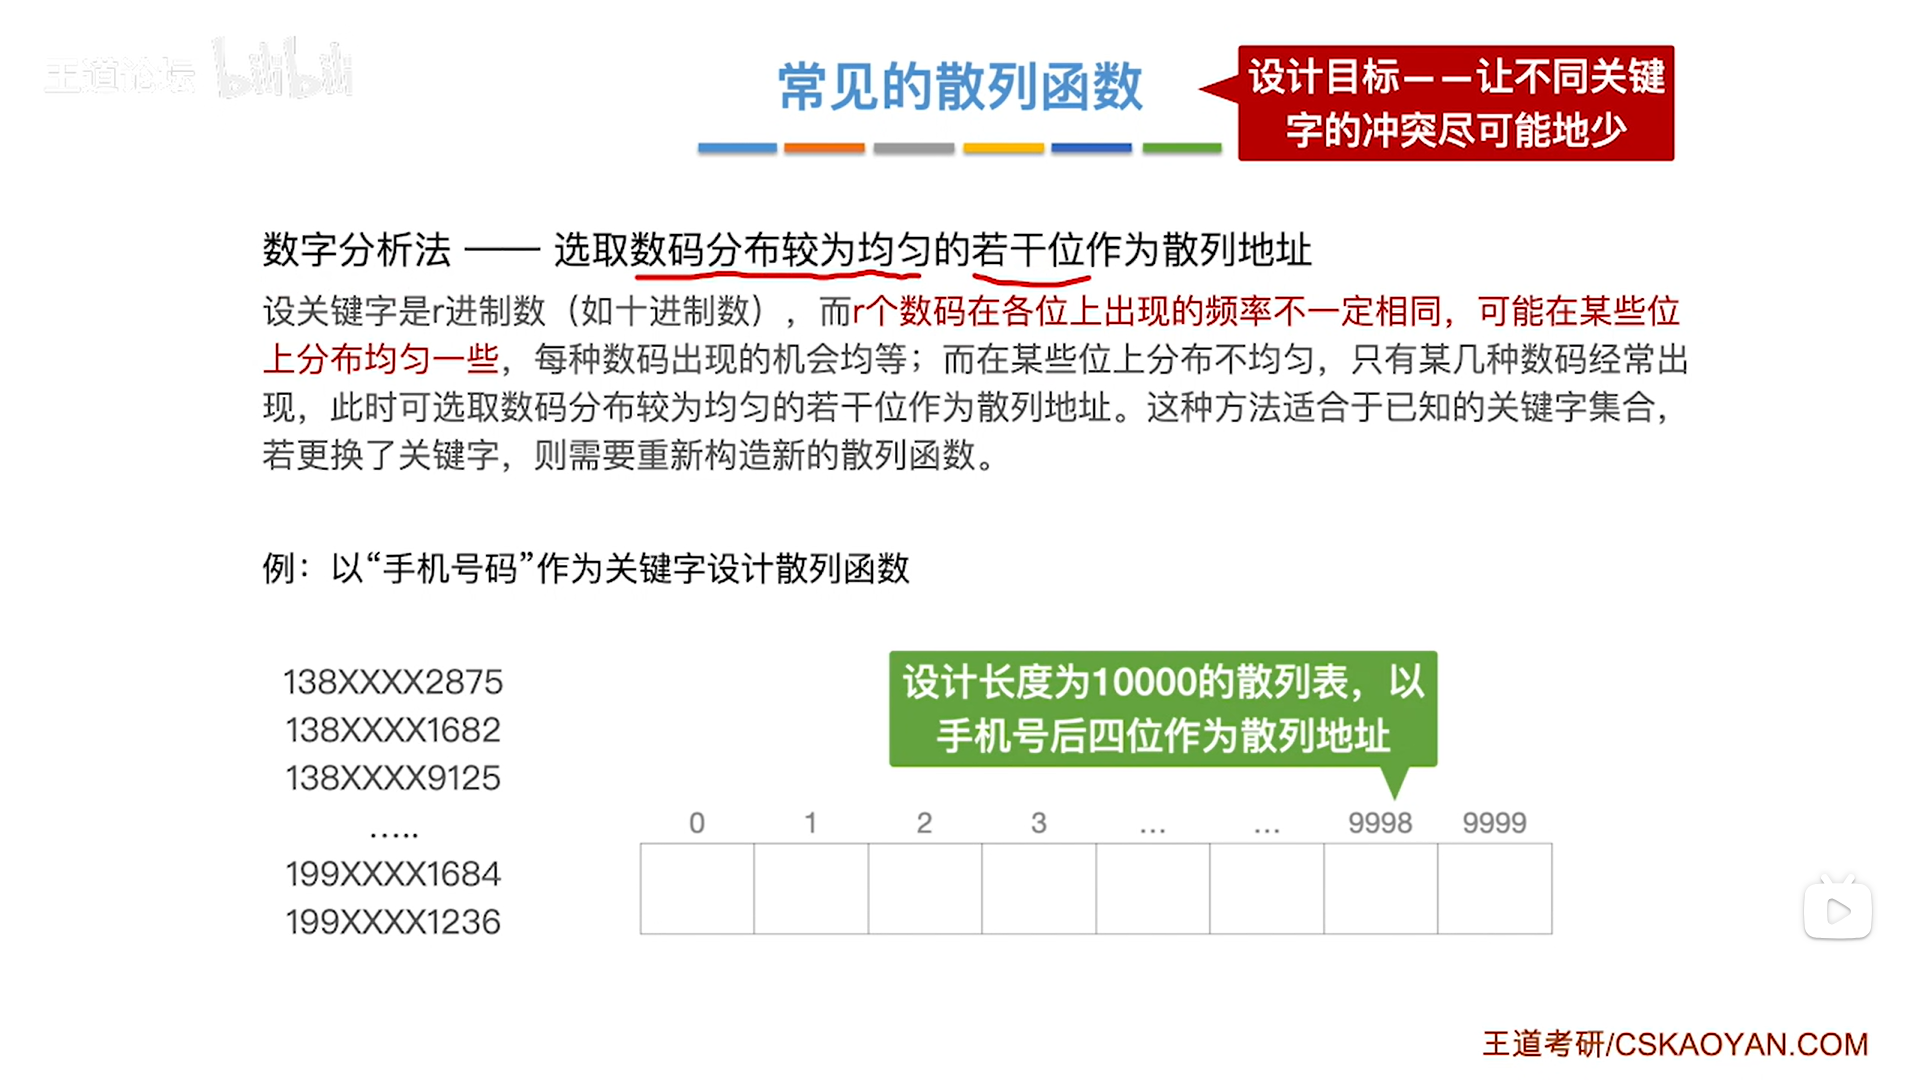 王道论坛 bilibili
常见的散列函数
设计目标——让不同关键
字的冲突尽可能地少
数字分析法 —— 选取数码分布较为均匀的若干位作为散列地址
设关键字是r进制数（如十进制数），而r个数码在各位上出现的频率不一定相同，可能在某些位
上分布均匀一些，每种数码出现的机会均等；而在某些位上分布不均匀，只有某几种数码经常出
现，此时可选取数码分布较为均匀的若干位作为散列地址。这种方法适合于已知的关键字集合，
若更换了关键字，则需要重新构造新的散列函数。
例：以“手机号码”作为关键字设计散列函数
138XXXX2875
138XXXX1682
138XXXX9125
.....
199XXXX1684
199XXXX1236
设计长度为10000的散列表，以
手机号后四位作为散列地址
0 1 2 3 ... ... 9998 9999
王道考研/CSKAOYAN.COM